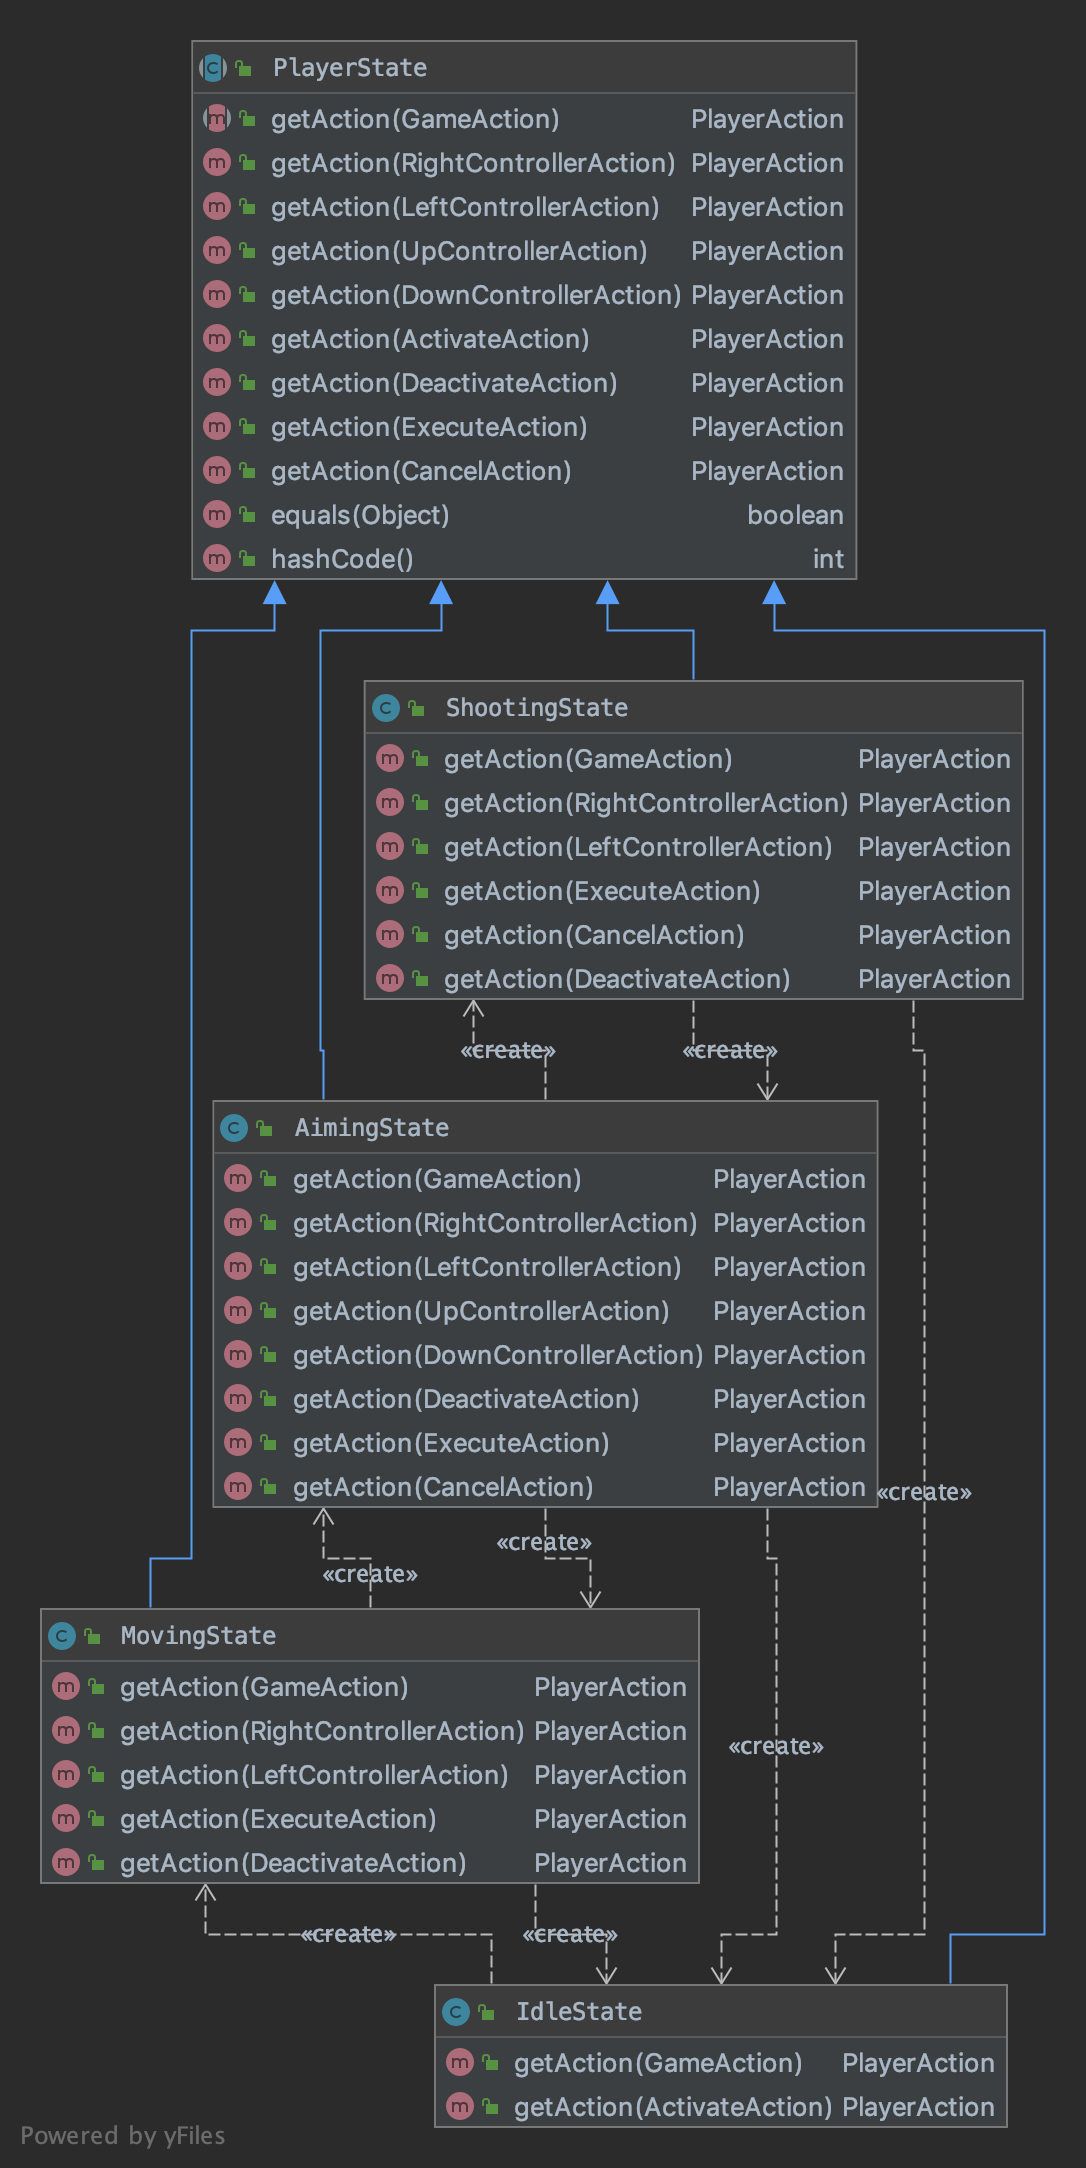 PlayerState
getAction(GameAction) PlayerAction
getAction(RightControllerAction) PlayerAction
getAction(LeftControllerAction) PlayerAction
getAction(UpControllerAction) PlayerAction
getAction(DownControllerAction) PlayerAction
getAction(ActivateAction) PlayerAction
getAction(DeactivateAction) PlayerAction
getAction(ExecuteAction) PlayerAction
getAction(CancelAction) PlayerAction
equals(Object) boolean
hashCode() int
ShootingState
getAction(GameAction) PlayerAction
getAction(RightControllerAction) PlayerAction
getAction(LeftControllerAction) PlayerAction
getAction(ExecuteAction) PlayerAction
getAction(CancelAction) PlayerAction
getAction(DeactivateAction) PlayerAction
«create» «create»
AimingState
getAction(GameAction) PlayerAction
getAction(RightControllerAction) PlayerAction
getAction(LeftControllerAction) PlayerAction
getAction(UpControllerAction) PlayerAction
getAction(DownControllerAction) PlayerAction
getAction(DeactivateAction) PlayerAction
getAction(ExecuteAction) PlayerAction
getAction(CancelAction) PlayerAction
«create»
«create»
«create»
MovingState
getAction(GameAction) PlayerAction
getAction(RightControllerAction) PlayerAction
getAction(LeftControllerAction) PlayerAction
getAction(ExecuteAction) PlayerAction
getAction(DeactivateAction) PlayerAction
«create»
«create» «create»
IdleState
getAction(GameAction) PlayerAction
getAction(ActivateAction) PlayerAction
Powered by yFiles